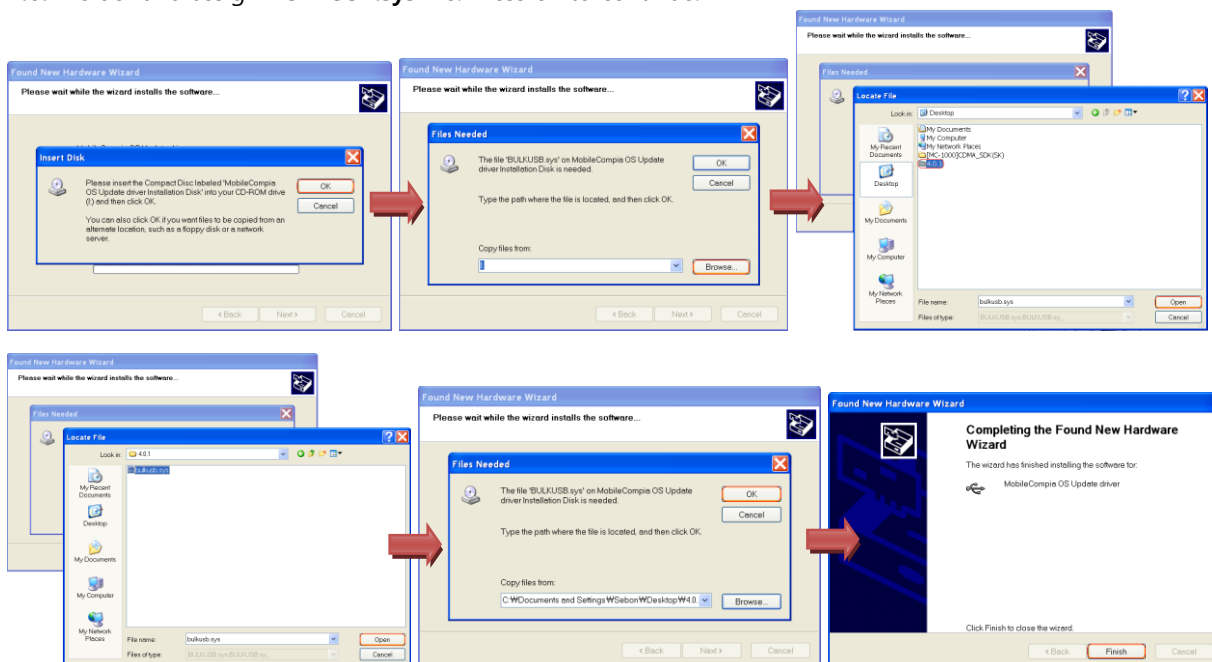 Found New Hardware Wizard
Please wait while the wizard installs the software...
Insert Disk
Please insert the Compact Disc labeled 'MobileCompia
OS Update driver Installation Disk' into your CD-ROM drive
(I:) and then click OK.
You can also click OK if you want files to be copied from an
alternate location, such as a floppy disk or a network
server.
OK
Cancel
< Back
Next >
Cancel
Found New Hardware Wizard
Please wait while the wizard installs the software...
Files Needed
The file 'BULKUSB.sys' on MobileCompia OS Update
driver Installation Disk is needed.
Type the path where the file is located, and then click OK.
Copy files from:
OK
Cancel
Browse...
< Back
Next >
Cancel
Found New Hardware Wizard
Please wait while the wizard installs the software...
Files Needed
Locate File
Look in:
Desktop
My Documents
My Computer
My Network Places
[MC-1000]CDMA_SDK(SK)
4.0.1
My Recent
Documents
Desktop
My Documents
My Computer
My Network
Places
File name:
bulkusb.sys
Open
Files of type:
BULKUSB.sys;BULKUSB.sy_
Cancel
Found New Hardware Wizard
Please wait while the wizard installs the software...
Files Needed
Locate File
Look in:
4.0.1
bulkusb.sys
My Recent
Documents
Desktop
My Documents
My Computer
My Network
Places
File name:
bulkusb.sys
Open
Files of type:
BULKUSB.sys;BULKUSB.sy_
Cancel
Found New Hardware Wizard
Please wait while the wizard installs the software...
Files Needed
The file 'BULKUSB.sys' on MobileCompia OS Update
driver Installation Disk is needed.
Type the path where the file is located, and then click OK.
Copy files from:
C:₩Documents and Settings₩Sebon₩Desktop₩4.0.
OK
Cancel
Browse...
< Back
Next >
Cancel
Found New Hardware Wizard
Completing the Found New Hardware
Wizard
The wizard has finished installing the software for:
MobileCompia OS Update driver
Click Finish to close the wizard.
< Back
Finish
Cancel